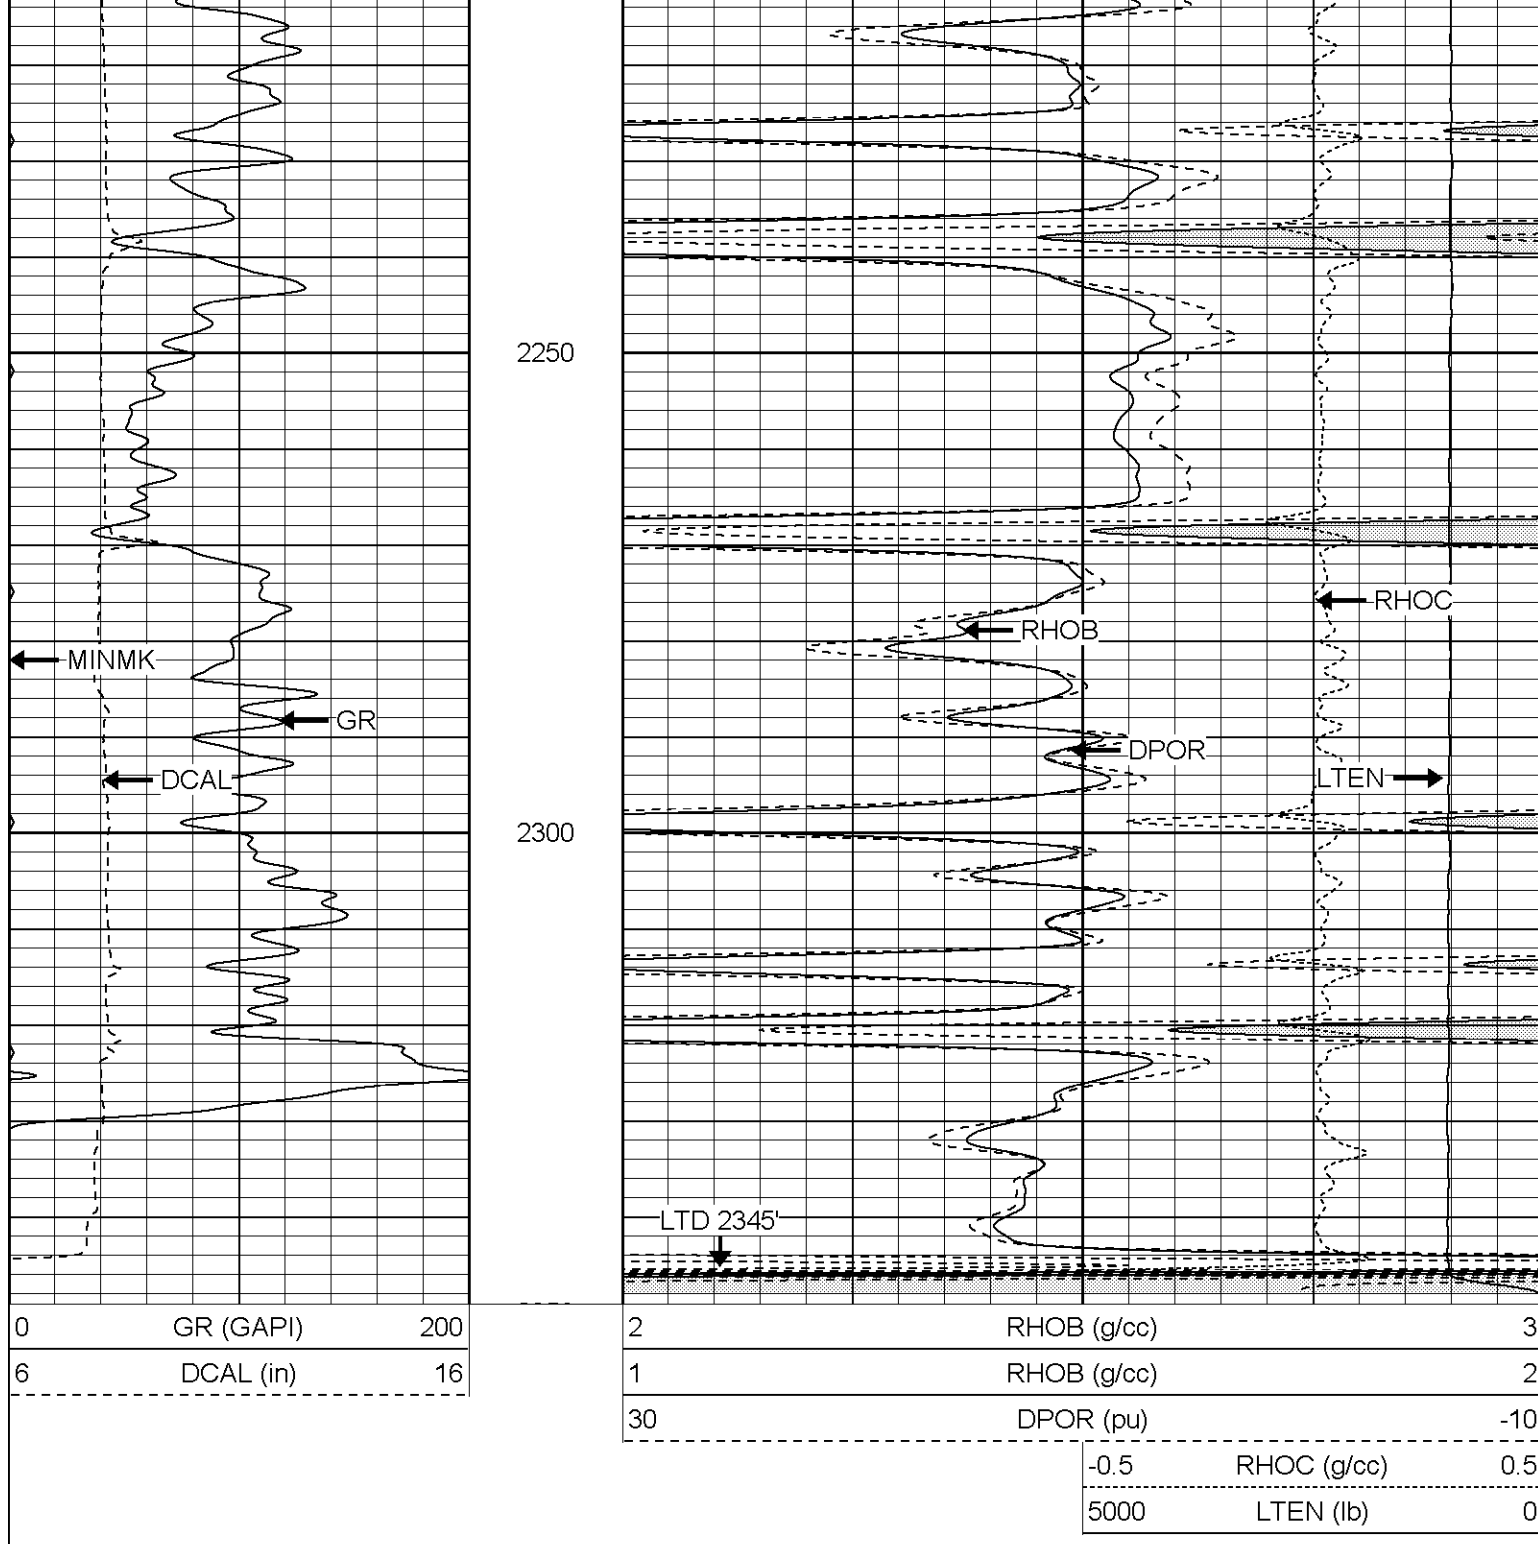 2250
RHOC
RHOB
MINMK
GR
DPOR
DCAL
LTEN
2300
LTD 2345'
0 GR (GAPI) 200
6 DCAL (in) 16
2 RHOB (g/cc) 3
1 RHOB (g/cc) 2
30 DPOR (pu) -10
-0.5 RHOC (g/cc) 0.5
5000 LTEN (lb) 0